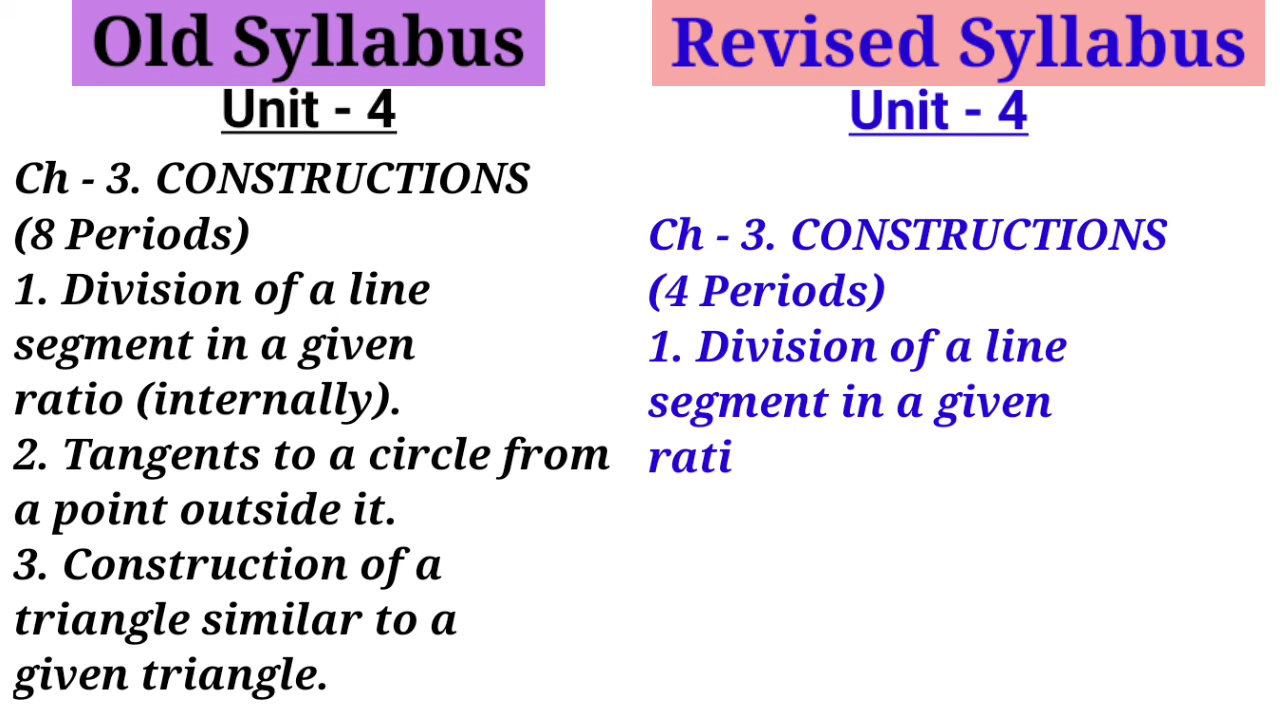 Old Syllabus
Unit - 4
Ch - 3. CONSTRUCTIONS
(8 Periods)
1. Division of a line
segment in a given
ratio (internally).
2. Tangents to a circle from
a point outside it.
3. Construction of a
triangle similar to a
given triangle.
Revised Syllabus
Unit - 4
Ch - 3. CONSTRUCTIONS
(4 Periods)
1. Division of a line
segment in a given
rati